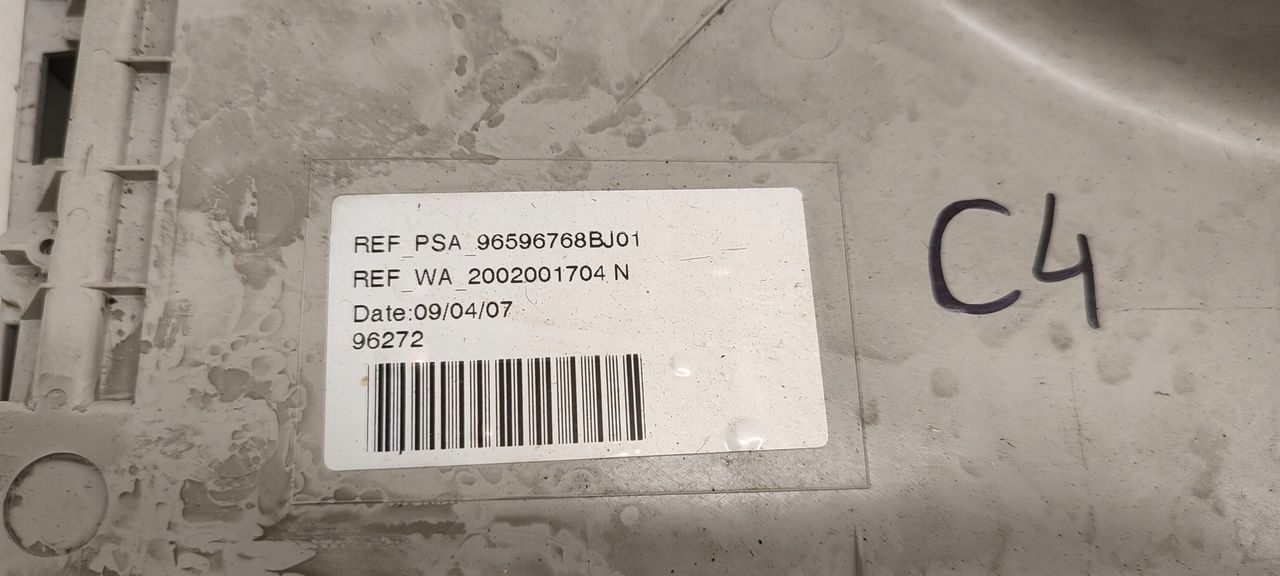 REF_PSA_96596768BJ01
REF_WA_2002001704 N
Date:09/04/07
96272
C4